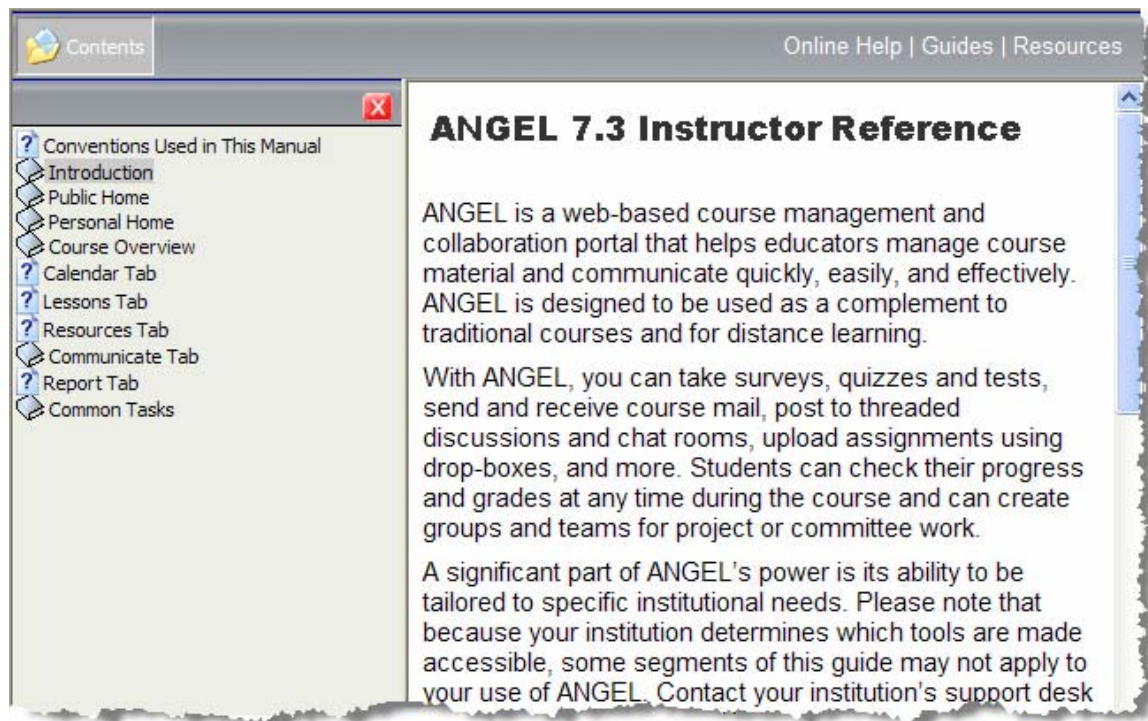 Contents
Online Help | Guides | Resources
Conventions Used in This Manual
Introduction
Public Home
Personal Home
Course Overview
Calendar Tab
Lessons Tab
Resources Tab
Communicate Tab
Report Tab
Common Tasks
ANGEL 7.3 Instructor Reference
ANGEL is a web-based course management and
collaboration portal that helps educators manage course
material and communicate quickly, easily, and effectively.
ANGEL is designed to be used as a complement to
traditional courses and for distance learning.
With ANGEL, you can take surveys, quizzes and tests,
send and receive course mail, post to threaded
discussions and chat rooms, upload assignments using
drop-boxes, and more. Students can check their progress
and grades at any time during the course and can create
groups and teams for project or committee work.
A significant part of ANGEL's power is its ability to be
tailored to specific institutional needs. Please note that
because your institution determines which tools are made
accessible, some segments of this guide may not apply to
your use of ANGEL. Contact your institution's support desk